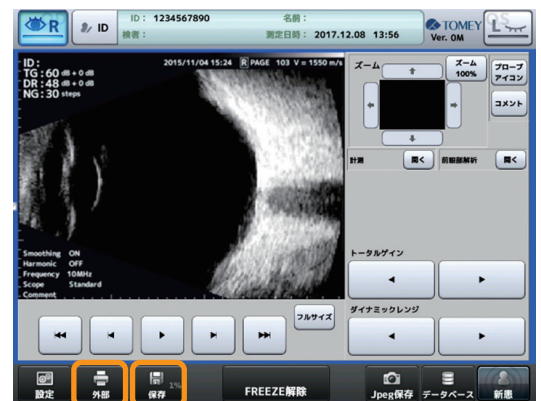 R
ID
ID： 1234567890
名前：
検者：
測定日時： 2017.12.08 13:56
TOMEY
Ver. 0M
L
OS
ID :
2015/11/04 15:24 R PAGE 103 V = 1550 m/s
TG : 60 dB + 0 dB
DR : 48 dB + 0 dB
NG : 30 steps
Smoothing ON
Harmonic OFF
Frequency 10MHz
Scope Standard
Comment
ズーム
ズーム 100%
プローブ アイコン
コメント
計測
開く
前眼部解析
開く
トータルゲイン
ダイナミックレンジ
フルサイズ
設定
外部
保存
1%
FREEZE解除
Jpeg保存
データベース
新患